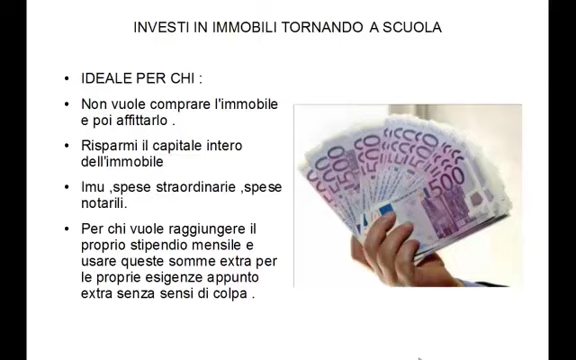 INVESTI IN IMMOBILI TORNANDO A SCUOLA
• IDEALE PER CHI :
• Non vuole comprare l'immobile
e poi affittarlo .
• Risparmi il capitale intero
dell'immobile
• Imu ,spese straordinarie ,spese
notarili.
• Per chi vuole raggiungere il
proprio stipendio mensile e
usare queste somme extra per
le proprie esigenze appunto
extra senza sensi di colpa .
500